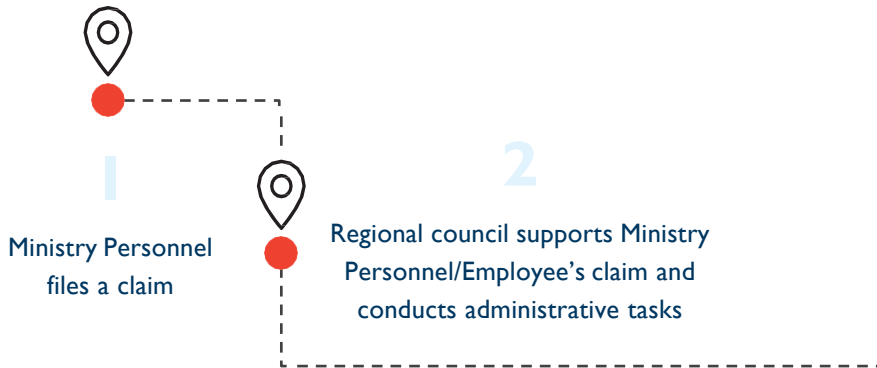 1
Ministry Personnel
files a claim
2
Regional council supports Ministry
Personnel/Employee's claim and
conducts administrative tasks